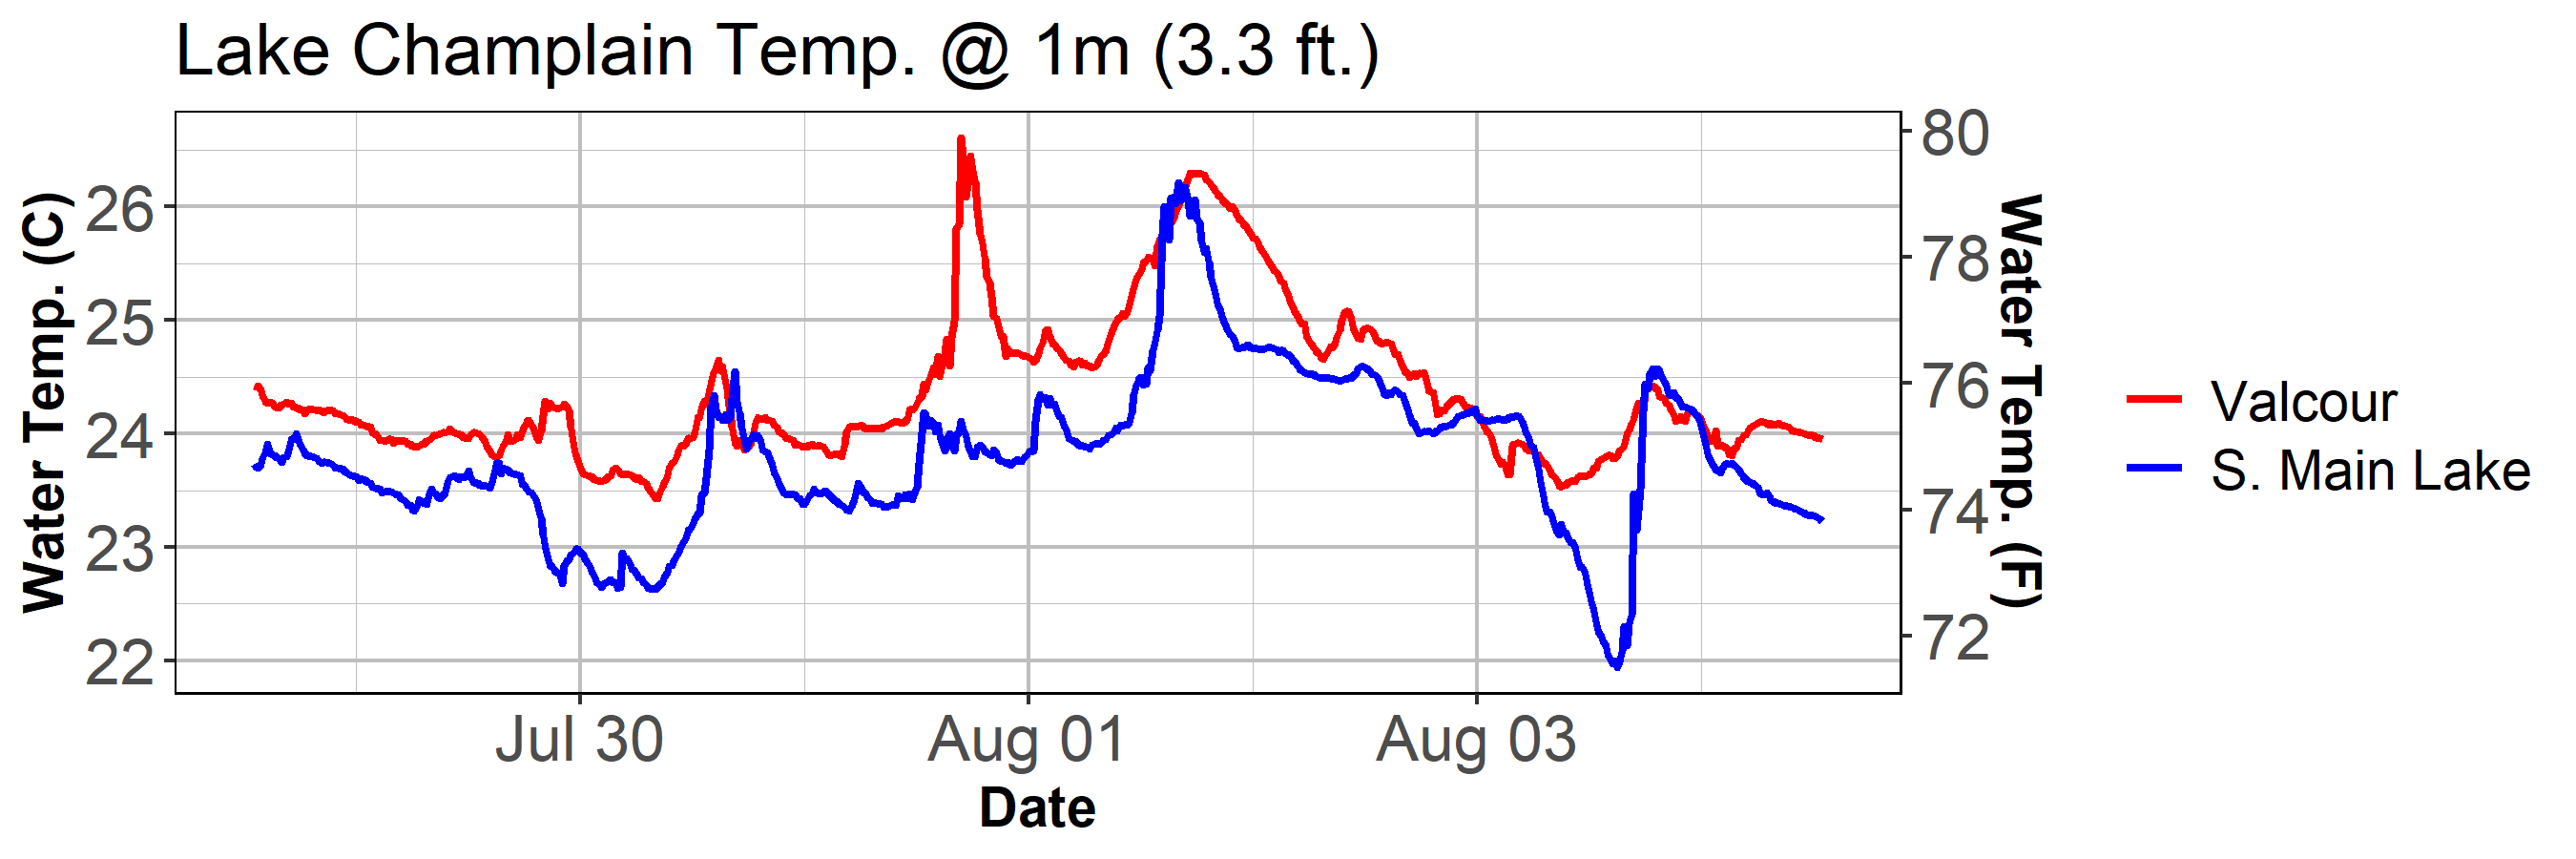 Lake Champlain Temp. @ 1m (3.3 ft.)
Water Temp. (C)
26
25
24
23
22
80
78
76
74
72
Water Temp. (F)
Jul 30
Aug 01
Aug 03
Date
Valcour
S. Main Lake